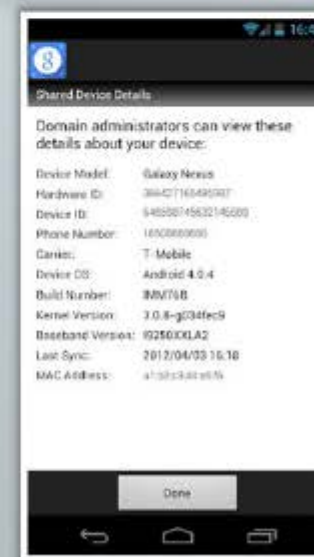 16:4
Shared Device Details
Domain administrators can view these
details about your device:
Device Model: Galaxy Nexus
Hardware ID:
Device ID:
Phone Number:
Carrier: T-Mobile
Device OS: Android 4.0.4
Build Number: IMM76B
Kernel Version: 3.0.8-g034fec9
Baseband Version: I9250XXLA2
Last Sync: 2012/04/03 16:18
MAC Address:
Done